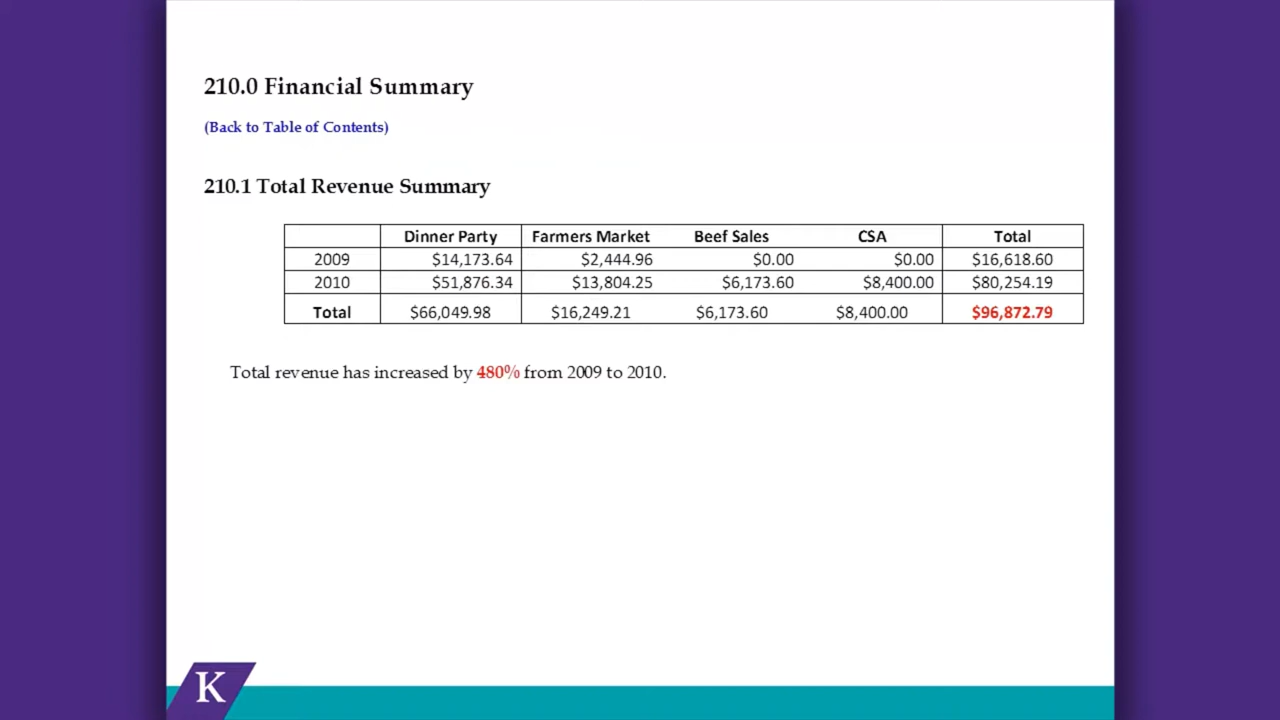 210.0 Financial Summary
(Back to Table of Contents)
210.1 Total Revenue Summary
Dinner Party Farmers Market Beef Sales CSA Total
2009 $14,173.64 $2,444.96 $0.00 $0.00 $16,618.60
2010 $51,876.34 $13,804.25 $6,173.60 $8,400.00 $80,254.19
Total $66,049.98 $16,249.21 $6,173.60 $8,400.00 $96,872.79
Total revenue has increased by 480% from 2009 to 2010.
K